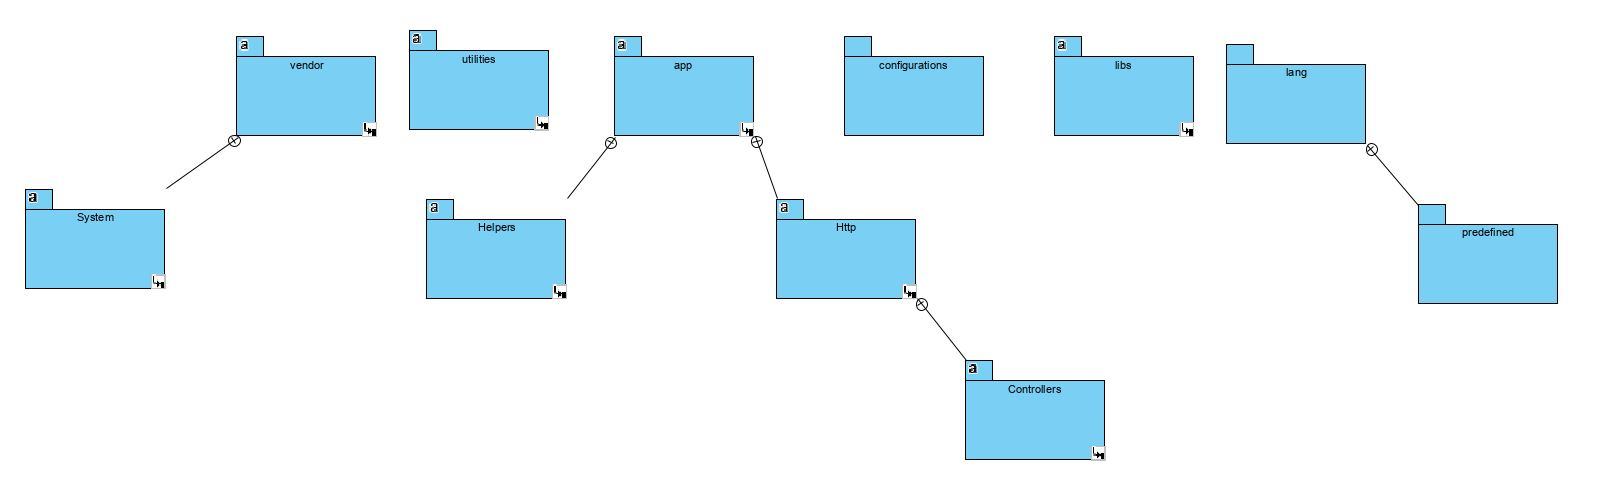 a
vendor
a
utilities
a
app
configurations
a
libs
lang
a
System
a
Helpers
a
Http
predefined
a
Controllers